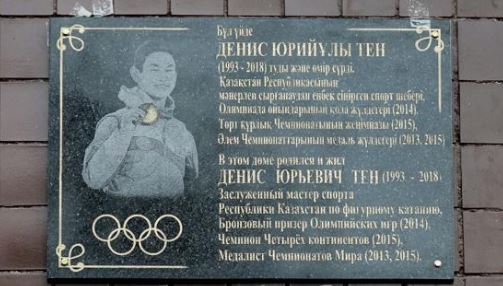 Бұл үйде
ДЕНИС ЮРИЙҰЛЫ ТЕН
(1993 - 2018) туды және өмір сүрді.
Қазақстан Республикасының
мәнерлеп сырғанаудан еңбек сіңірген спорт шебері,
Олимпиада ойындарының қола жүлдегері (2014),
Төрт құрлық Чемпионатының жеңімпазы (2015),
Әлем Чемпионаттарының медаль жүлдегері (2013, 2015)
В этом доме родился и жил
ДЕНИС ЮРЬЕВИЧ ТЕН (1993 - 2018)
Заслуженный мастер спорта
Республики Казахстан по фигурному катанию,
Бронзовый призер Олимпийских игр (2014),
Чемпион Четырёх континентов (2015),
Медалист Чемпионатов Мира (2013, 2015).